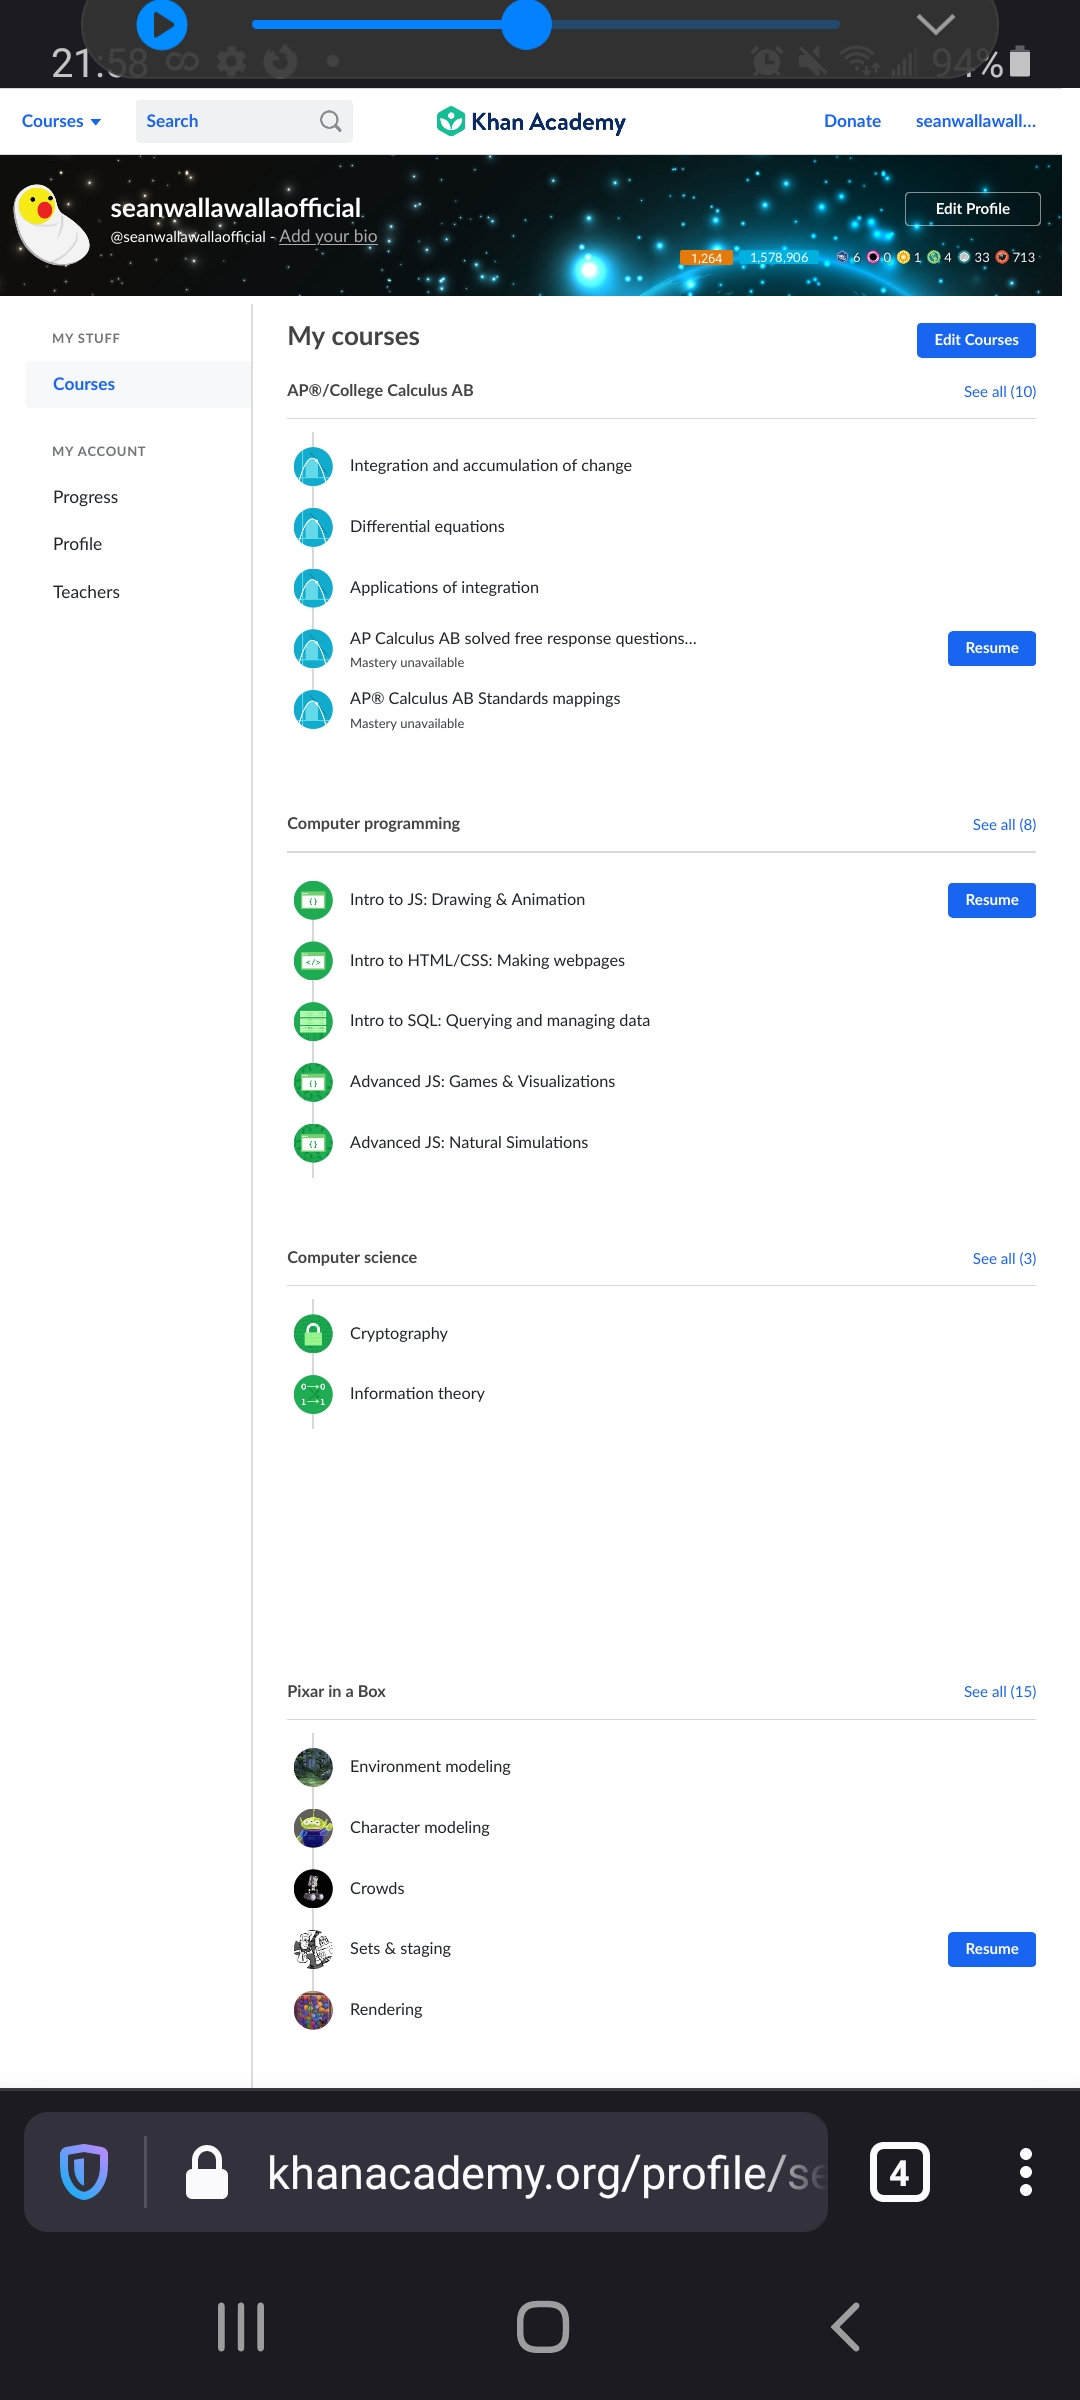 21:58
94%
Courses
Search
Khan Academy
Donate
seanwallawall...
seanwallawallaofficial
@seanwallawallaofficial - Add your bio
Edit Profile
1,264 1,578,906 6 0 1 4 33 713
MY STUFF
Courses
MY ACCOUNT
Progress
Profile
Teachers
My courses
Edit Courses
AP®/College Calculus AB
See all (10)
Integration and accumulation of change
Differential equations
Applications of integration
AP Calculus AB solved free response questions...
Mastery unavailable
Resume
AP® Calculus AB Standards mappings
Mastery unavailable
Computer programming
See all (8)
Intro to JS: Drawing & Animation
Resume
Intro to HTML/CSS: Making webpages
Intro to SQL: Querying and managing data
Advanced JS: Games & Visualizations
Advanced JS: Natural Simulations
Computer science
See all (3)
Cryptography
Information theory
Pixar in a Box
See all (15)
Environment modeling
Character modeling
Crowds
Sets & staging
Resume
Rendering
khanacademy.org/profile/se
4